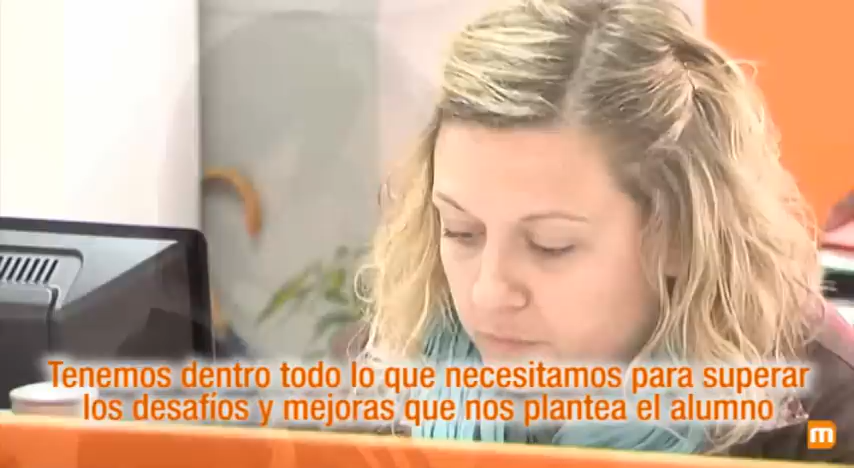 Tenemos dentro todo lo que necesitamos para superar
los desafíos y mejoras que nos plantea el alumno
m